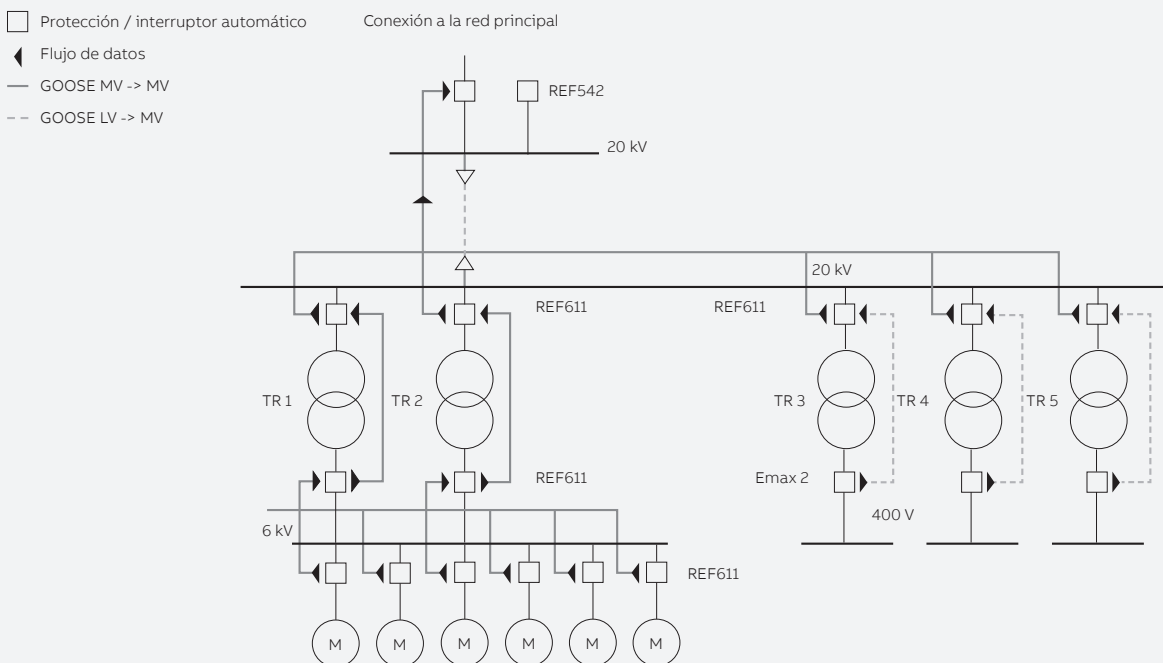 Protección / interruptor automático
Conexión a la red principal
Flujo de datos
GOOSE MV -> MV
GOOSE LV -> MV
REF542
20 kV
20 kV
REF611
REF611
TR 1
TR 2
TR 3
TR 4
TR 5
REF611
Emax 2
400 V
6 kV
REF611
M
M
M
M
M
M